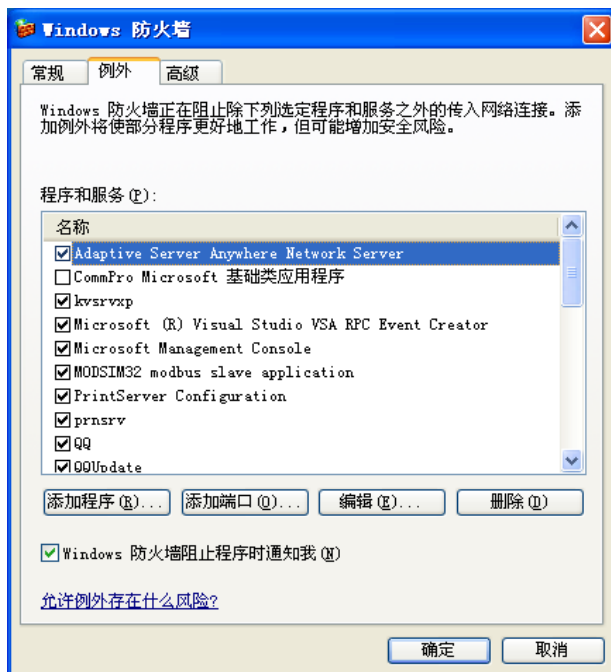 Windows 防火墙
常规
例外
高级
Windows 防火墙正在阻止除下列选定程序和服务之外的传入网络连接。添
加例外将使部分程序更好地工作，但可能增加安全风险。
程序和服务(P):
名称
Adaptive Server Anywhere Network Server
CommPro Microsoft 基础类应用程序
kvsrvxp
Microsoft (R) Visual Studio VSA RPC Event Creator
Microsoft Management Console
MODSIM32 modbus slave application
PrintServer Configuration
prnsrv
QQ
QQUpdate
添加程序(R)...
添加端口(O)...
编辑(E)...
删除(D)
Windows 防火墙阻止程序时通知我(N)
允许例外存在什么风险?
确定
取消